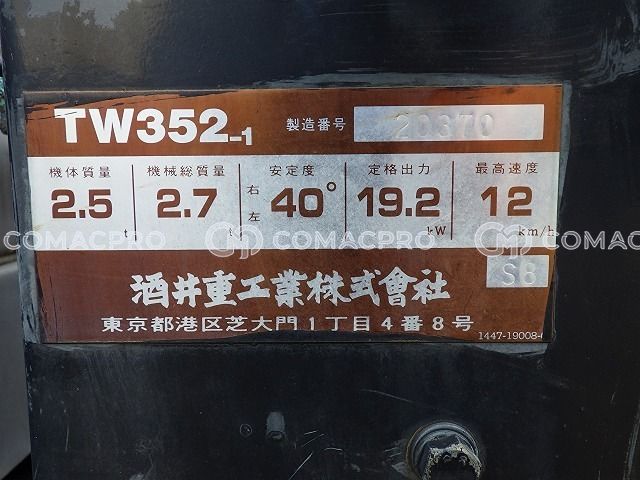 TW352-1 製造番号 20370
機体質量 機械総質量 安定度 定格出力 最高速度
2.5 t 2.7 t 右左 40° 19.2 kW 12 km/h
COMACPRO COMACPRO COMACPRO
S8
酒井重工業株式會社
東京都港区芝大門1丁目4番8号
1447-19008-